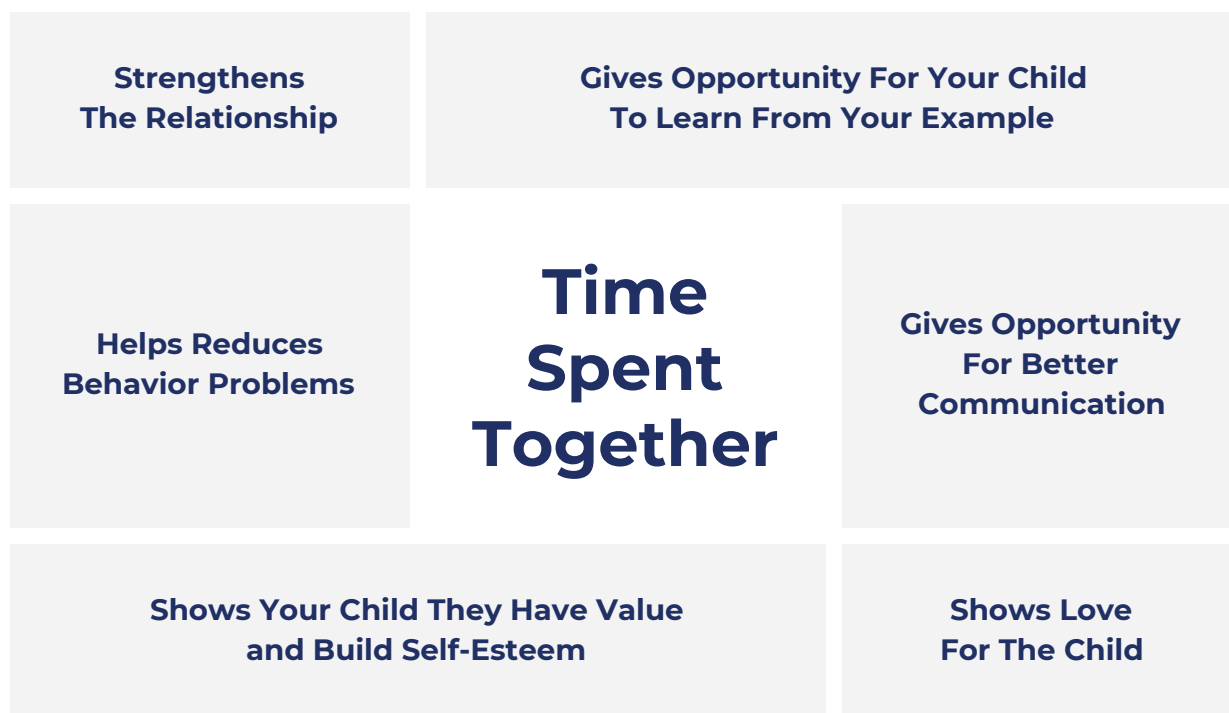 Strengthens
The Relationship
Gives Opportunity For Your Child
To Learn From Your Example
Helps Reduces
Behavior Problems
Time
Spent
Together
Gives Opportunity
For Better
Communication
Shows Your Child They Have Value
and Build Self-Esteem
Shows Love
For The Child